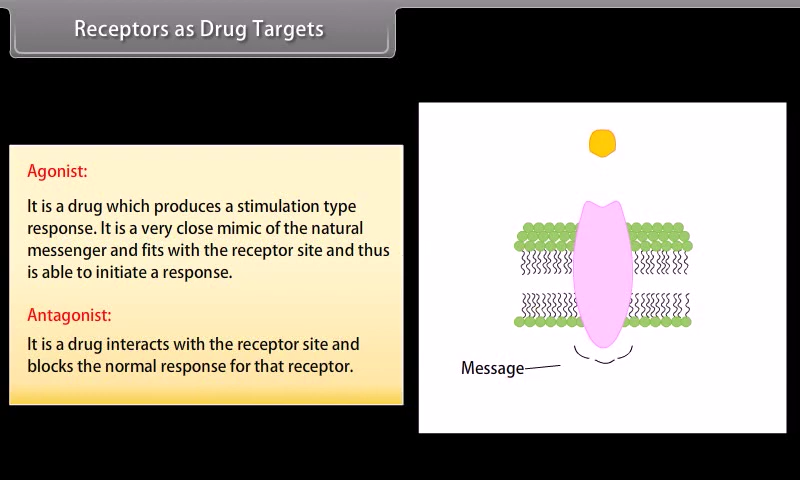 Receptors as Drug Targets
Agonist:
It is a drug which produces a stimulation type
response. It is a very close mimic of the natural
messenger and fits with the receptor site and thus
is able to initiate a response.
Antagonist:
It is a drug interacts with the receptor site and
blocks the normal response for that receptor.
Message